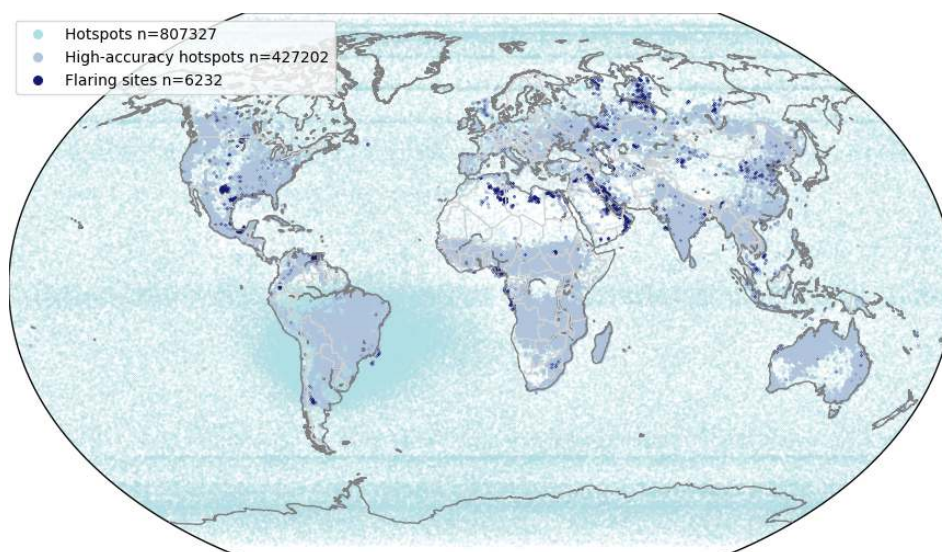 Hotspots n=807327
High-accuracy hotspots n=427202
Flaring sites n=6232